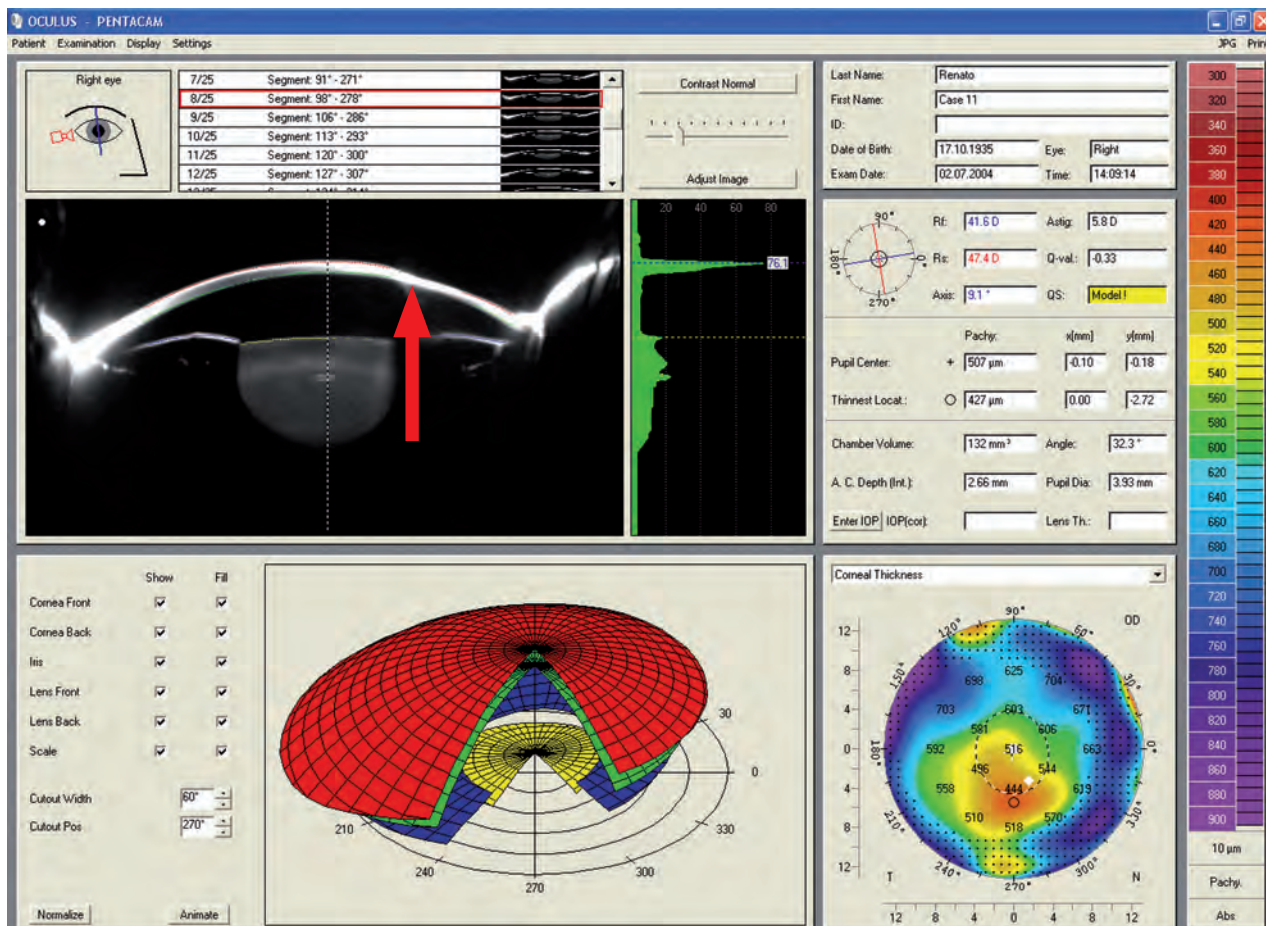 OCULUS - PENTACAM
Patient Examination Display Settings
JPG
Right eye
7/25 Segment: 91° - 271°
8/25 Segment: 98° - 278°
9/25 Segment: 106° - 286°
10/25 Segment: 113° - 293°
11/25 Segment: 120° - 300°
12/25 Segment: 127° - 307°
Contrast Normal
Adjust Image
20 40 60 80
76.1
Last Name: Renato
First Name: Case 11
ID:
Date of Birth: 17.10.1935 Eye: Right
Exam Date: 02.07.2004 Time: 14:09:14
90°
180°
0°
270°
Rf: 41.6 D Astig: 5.8 D
Rs: 47.4 D Q-val.: -0.33
Axis: 9.1 ° QS: Model !
Pachy: x[mm] y[mm]
Pupil Center: + 507 µm -0.10 -0.18
Thinnest Locat.: 427 µm 0.00 -2.72
Chamber Volume: 132 mm³ Angle: 32.3 °
A. C. Depth (Int.): 2.66 mm Pupil Dia: 3.93 mm
Enter IOP IOP(cor): Lens Th.:
Show Fill
Cornea Front
Cornea Back
Iris
Lens Front
Lens Back
Scale
Cutout Width 60°
Cutout Pos 270°
Normalize Animate
30
0
330
300
270
240
210
Corneal Thickness
OD
90°
120° 60°
150° 30°
180° 0°
210° 330°
240° 300°
270°
12
8
4
0
4
8
12
698 625 704
703 581 603 606 671
592 516 663
496 544
558 444 619
510 518 570
T N
12 8 4 0 4 8 12
300
320
340
360
380
400
420
440
460
480
500
520
540
560
580
600
620
640
660
680
700
720
740
760
780
800
820
840
860
880
900
10 µm
Pachy.
Abs